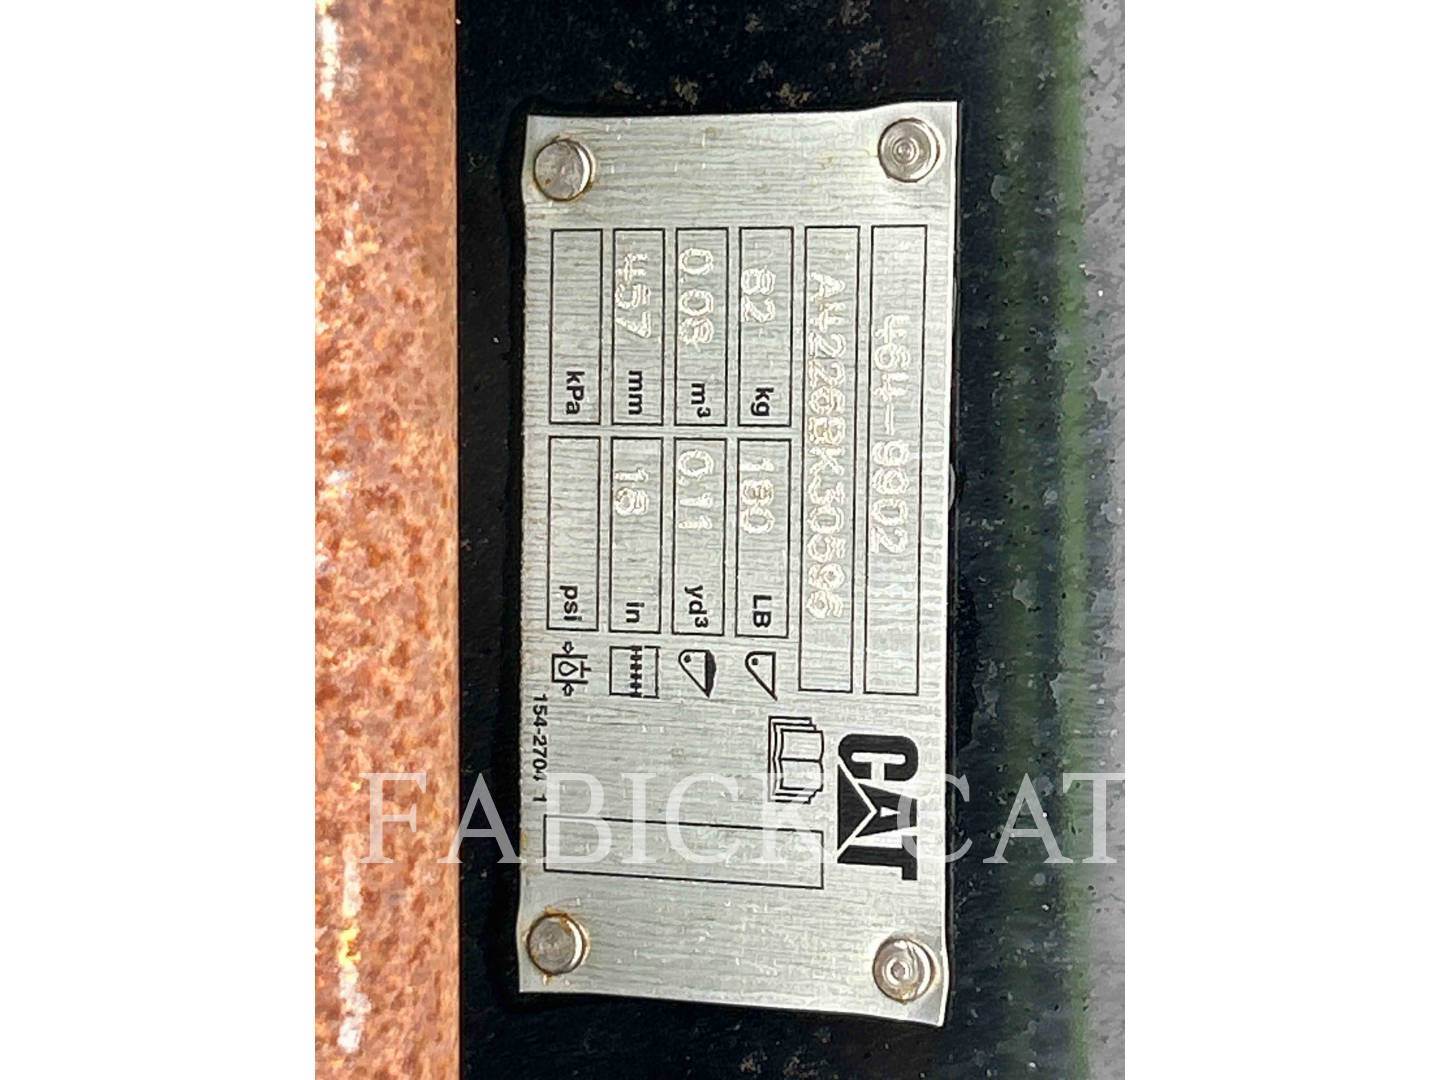 464-9902
A4226BK30596
82 kg 180 LB
0.08 m³ 0.11 yd³
457 mm 18 in
kPa psi
154-2704 1
CAT
FABICK CAT